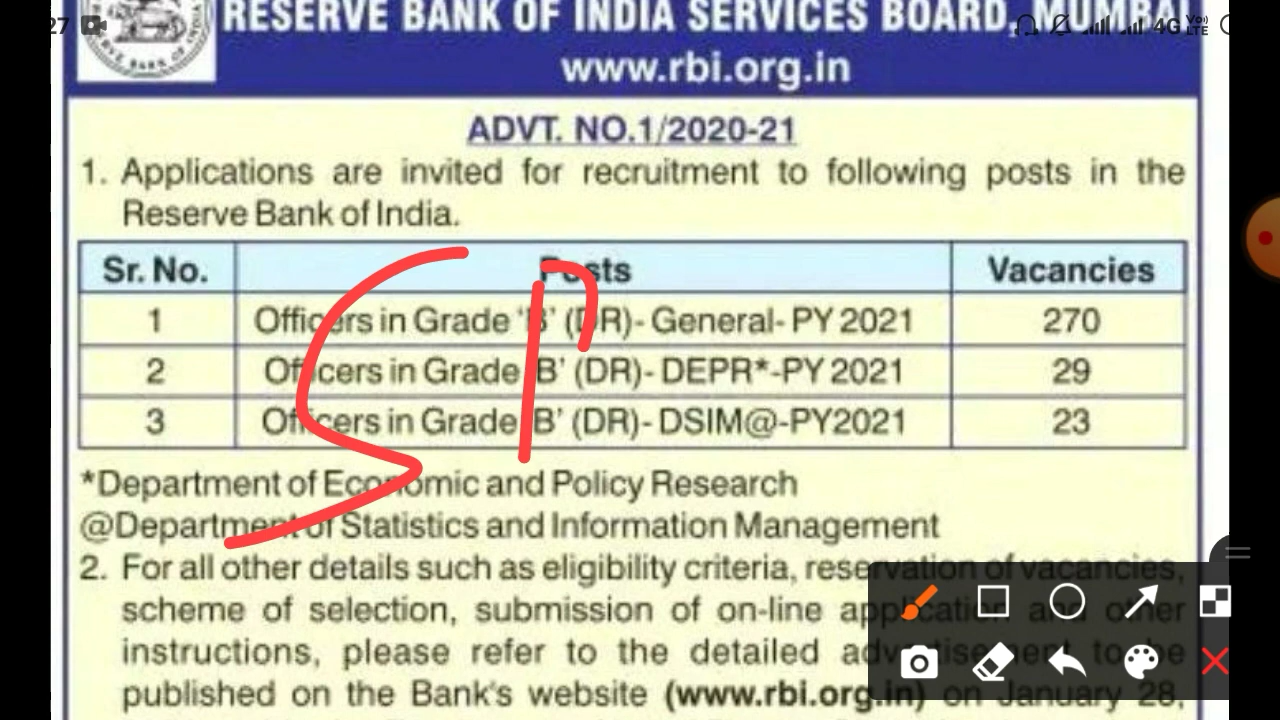 27
4G VoLTE
RESERVE BANK OF INDIA SERVICES BOARD, MUMBAI
www.rbi.org.in
ADVT. NO.1/2020-21
1. Applications are invited for recruitment to following posts in the
Reserve Bank of India.
Sr. No. Posts Vacancies
1 Officers in Grade 'B' (DR)- General- PY 2021 270
2 Officers in Grade 'B' (DR)- DEPR*-PY 2021 29
3 Officers in Grade 'B' (DR)- DSIM@-PY2021 23
*Department of Economic and Policy Research
@Department of Statistics and Information Management
2. For all other details such as eligibility criteria, reservation of vacancies,
scheme of selection, submission of on-line application and other
instructions, please refer to the detailed advertisement to be
published on the Bank's website (www.rbi.org.in) on January 28,